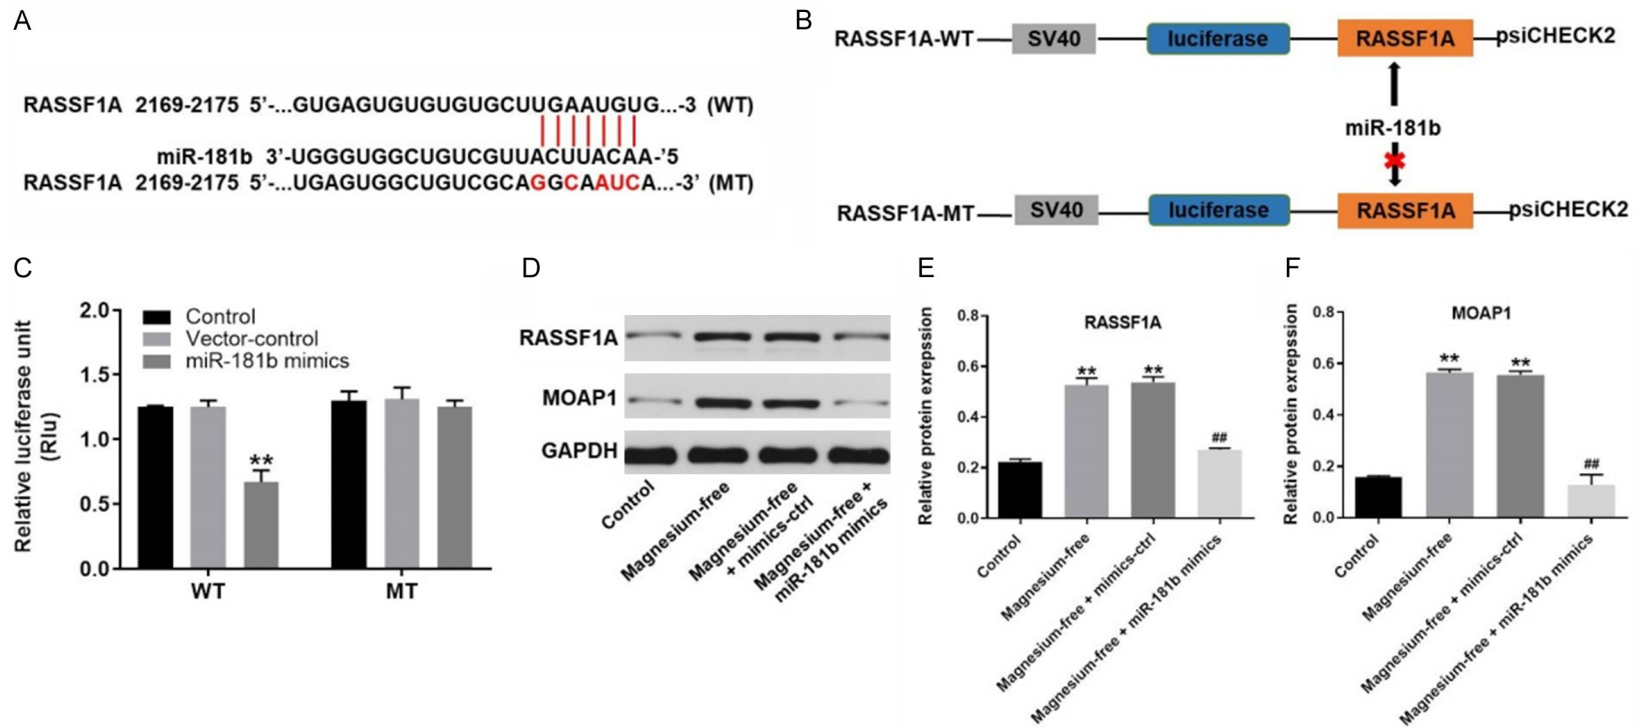 A
RASSF1A 2169-2175 5’-...GUGAGUGUGUGUGCUUGAAUGUG...-3 (WT)
miR-181b 3’-UGGGUGGCUGUCGUUACUUACAA-’5
RASSF1A 2169-2175 5’-...UGAGUGGCUGUCGCAGGCAAUCA...-3’ (MT)
B
RASSF1A-WT SV40 luciferase RASSF1A psiCHECK2
miR-181b
RASSF1A-MT SV40 luciferase RASSF1A psiCHECK2
C
Relative luciferase unit
(Rlu)
2.0
1.5
1.0
0.5
0.0
Control
Vector-control
miR-181b mimics
**
WT MT
D
RASSF1A
MOAP1
GAPDH
Control
Magnesium-free
Magnesium-free
+ mimics-ctrl
Magnesium-free +
miR-181b mimics
E
RASSF1A
Relative protein exrepssion
0.8
0.6
0.4
0.2
0.0
** ** ##
Control
Magnesium-free
Magnesium-free + mimics-ctrl
Magnesium-free + miR-181b mimics
F
MOAP1
Relative protein exrepssion
0.8
0.6
0.4
0.2
0.0
** ** ##
Control
Magnesium-free
Magnesium-free + mimics-ctrl
Magnesium-free + miR-181b mimics